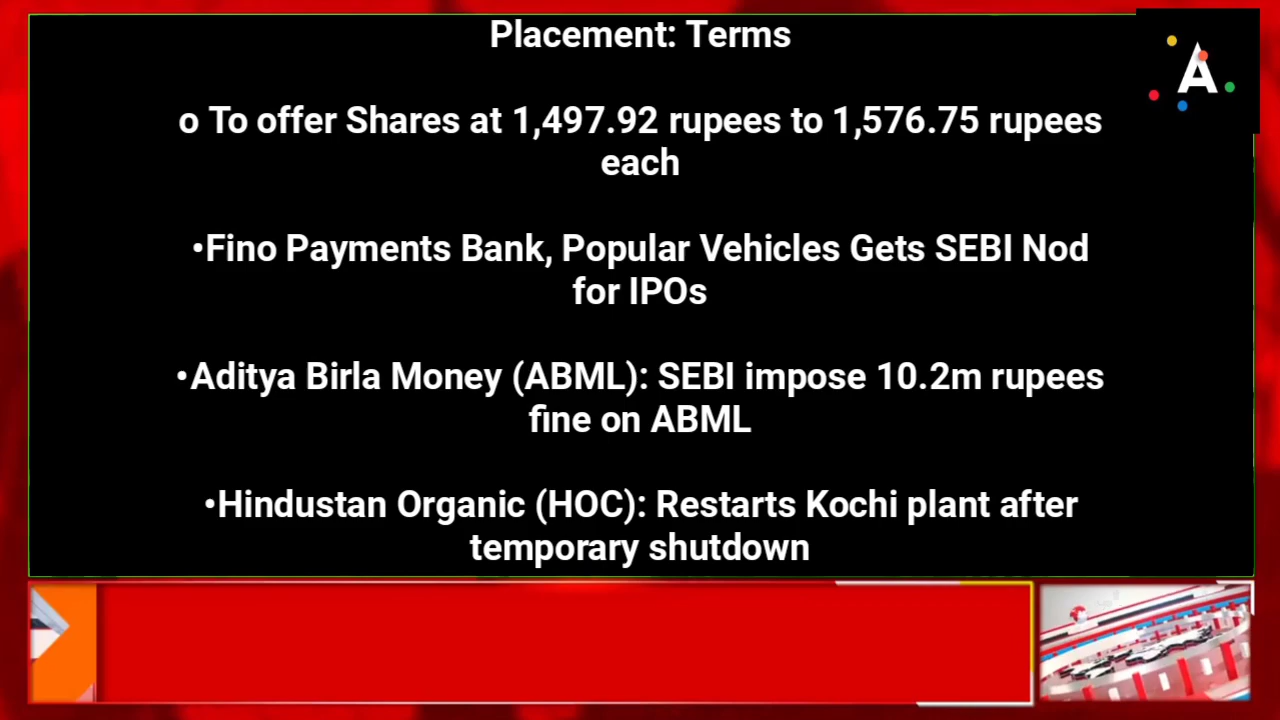 Placement: Terms
A
o To offer Shares at 1,497.92 rupees to 1,576.75 rupees
each
•Fino Payments Bank, Popular Vehicles Gets SEBI Nod
for IPOs
•Aditya Birla Money (ABML): SEBI impose 10.2m rupees
fine on ABML
•Hindustan Organic (HOC): Restarts Kochi plant after
temporary shutdown